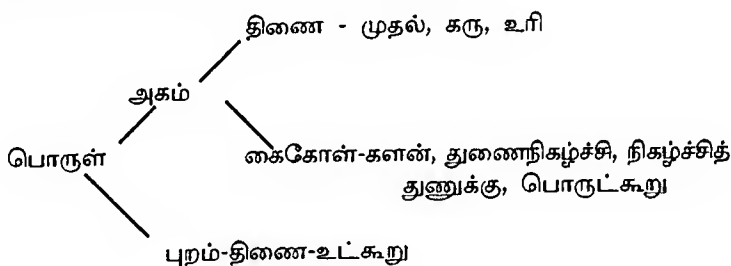 திணை - முதல், கரு, உரி
அகம்
பொருள்
கைகோள்-களன், துணைநிகழ்ச்சி, நிகழ்ச்சித்
துணுக்கு, பொருட்கூறு
புறம்-திணை-உட்கூறு